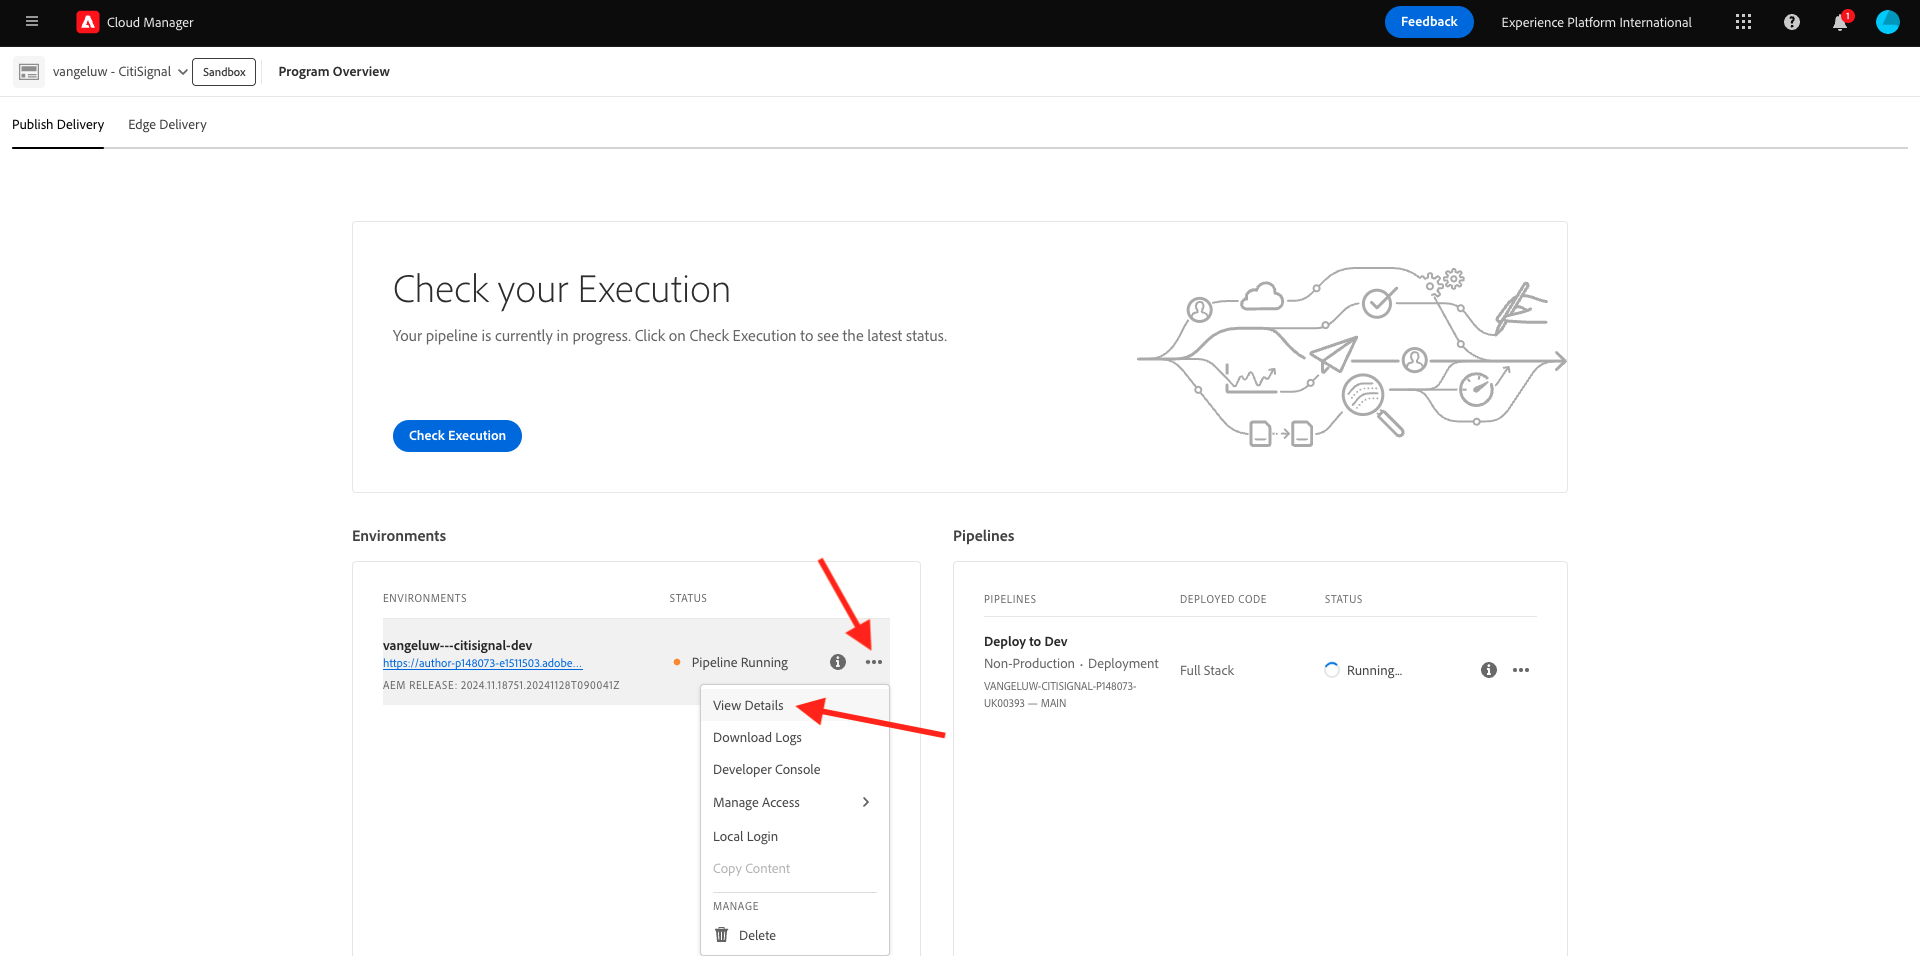 Cloud Manager
Feedback
Experience Platform International
1
vangeluw - CitiSignal
Sandbox
Program Overview
Publish Delivery
Edge Delivery
Check your Execution
Your pipeline is currently in progress. Click on Check Execution to see the latest status.
Check Execution
Environments
ENVIRONMENTS
STATUS
vangeluw---citisignal-dev
https://author-p148073-e1511503.adobe...
AEM RELEASE: 2024.11.18751.20241128T090041Z
Pipeline Running
View Details
Download Logs
Developer Console
Manage Access
Local Login
Copy Content
MANAGE
Delete
Pipelines
PIPELINES
DEPLOYED CODE
STATUS
Deploy to Dev
Non-Production · Deployment
VANGELUW-CITISIGNAL-P148073-
UK00393 — MAIN
Full Stack
Running...